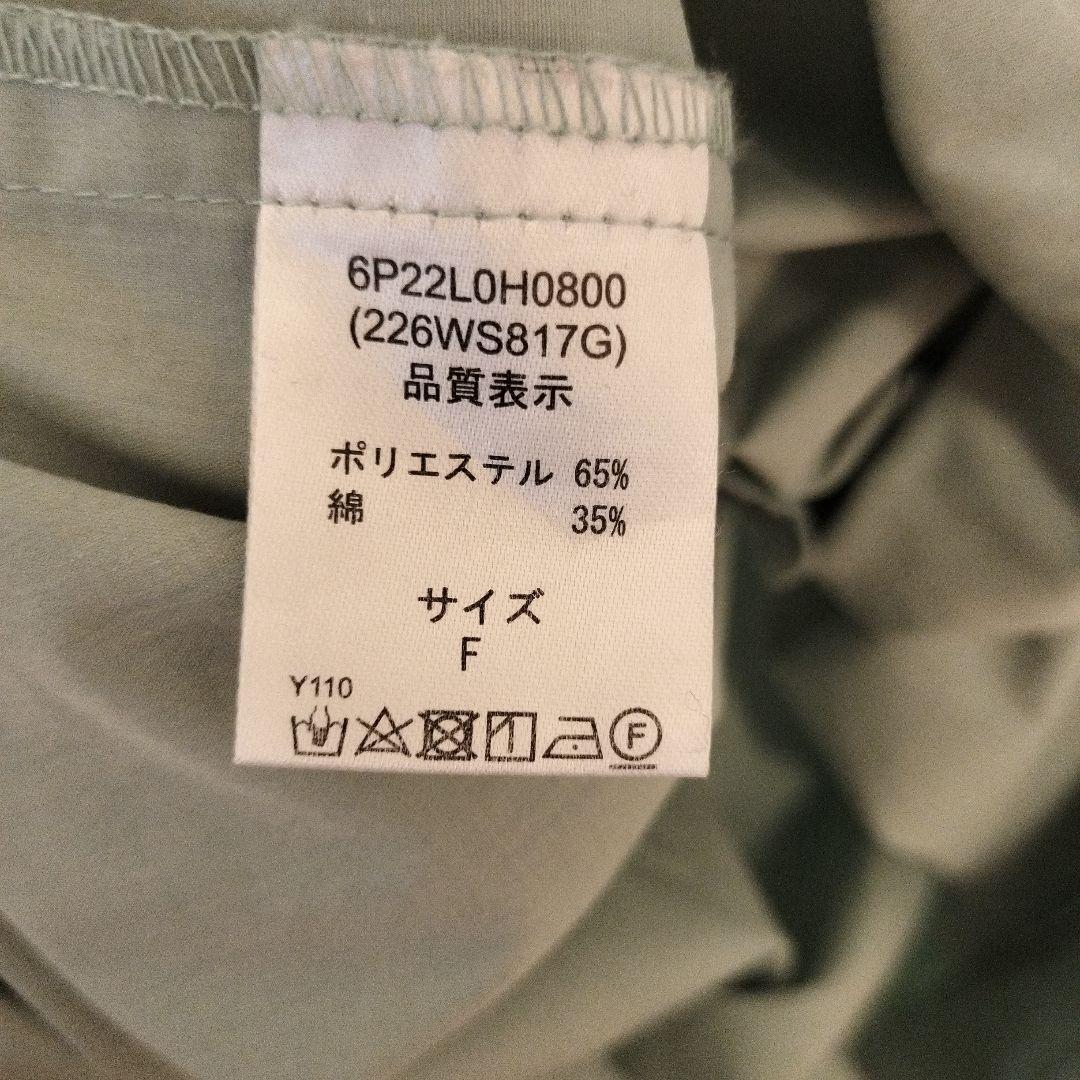 6P22L0H0800
(226WS817G)
品質表示
ポリエステル 65%
綿 35%
サイズ
F
Y110
F